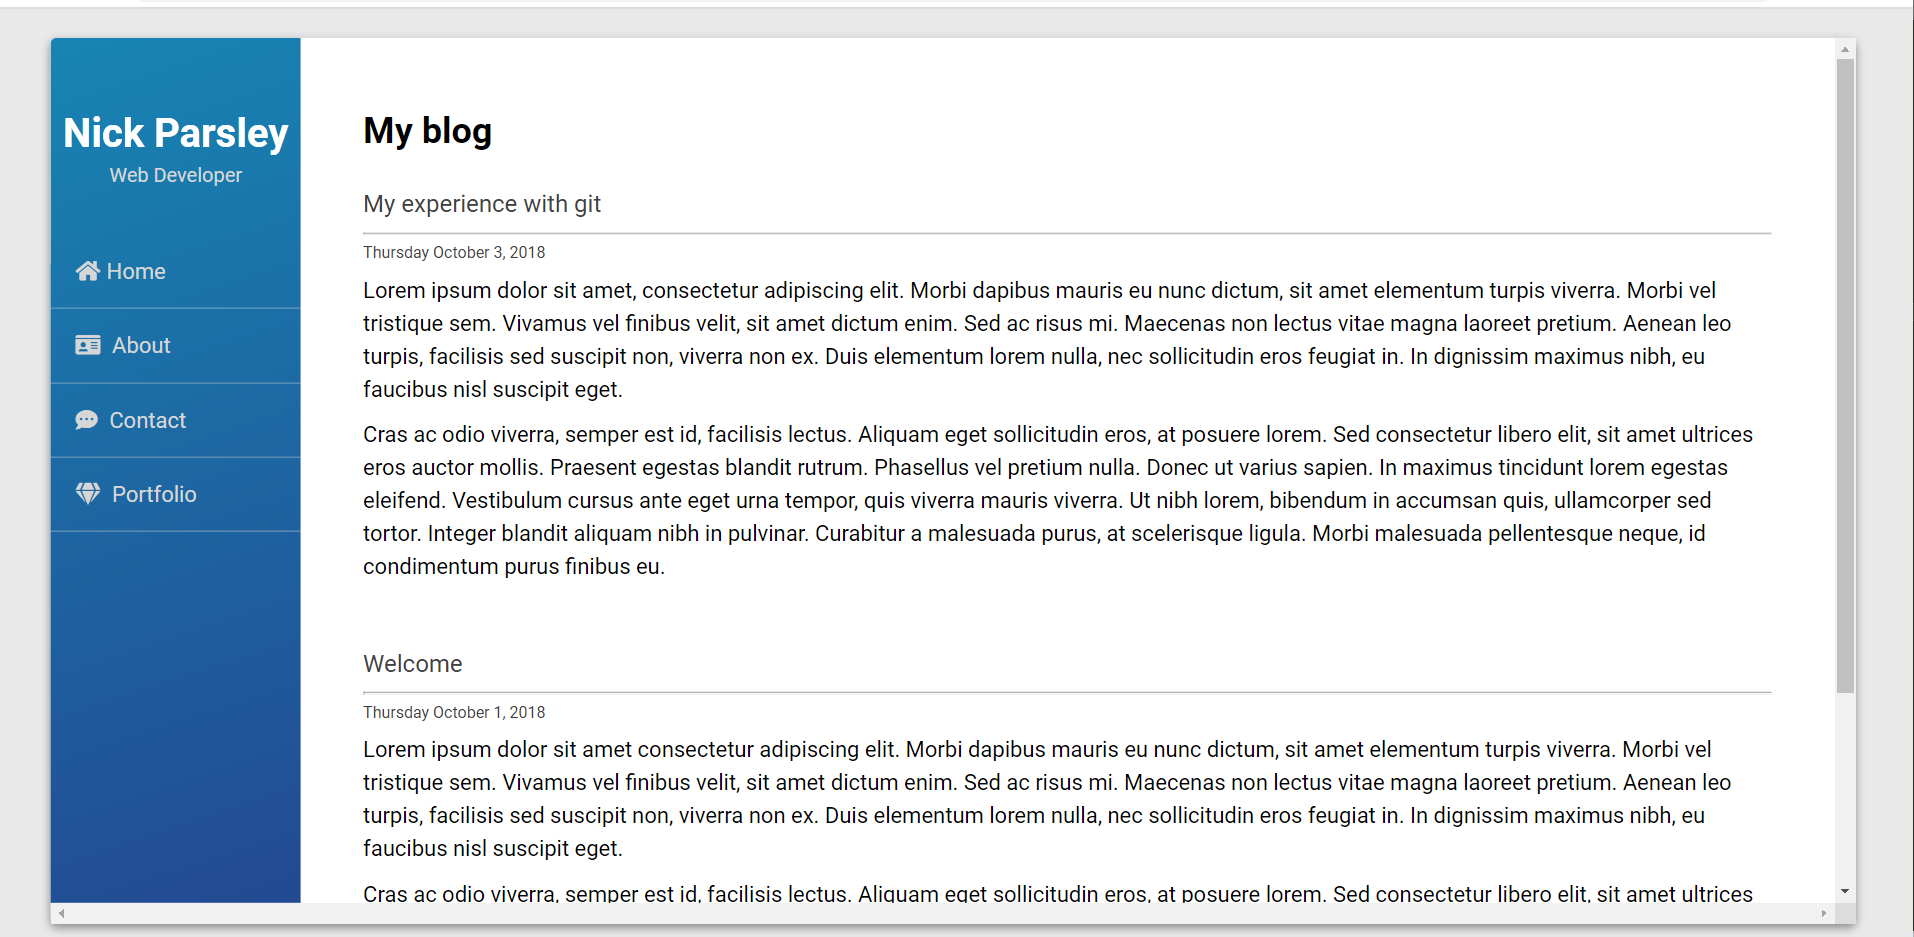 Nick Parsley
Web Developer
Home
About
Contact
Portfolio
My blog
My experience with git
Thursday October 3, 2018
Lorem ipsum dolor sit amet, consectetur adipiscing elit. Morbi dapibus mauris eu nunc dictum, sit amet elementum turpis viverra. Morbi vel
tristique sem. Vivamus vel finibus velit, sit amet dictum enim. Sed ac risus mi. Maecenas non lectus vitae magna laoreet pretium. Aenean leo
turpis, facilisis sed suscipit non, viverra non ex. Duis elementum lorem nulla, nec sollicitudin eros feugiat in. In dignissim maximus nibh, eu
faucibus nisl suscipit eget.
Cras ac odio viverra, semper est id, facilisis lectus. Aliquam eget sollicitudin eros, at posuere lorem. Sed consectetur libero elit, sit amet ultrices
eros auctor mollis. Praesent egestas blandit rutrum. Phasellus vel pretium nulla. Donec ut varius sapien. In maximus tincidunt lorem egestas
eleifend. Vestibulum cursus ante eget urna tempor, quis viverra mauris viverra. Ut nibh lorem, bibendum in accumsan quis, ullamcorper sed
tortor. Integer blandit aliquam nibh in pulvinar. Curabitur a malesuada purus, at scelerisque ligula. Morbi malesuada pellentesque neque, id
condimentum purus finibus eu.
Welcome
Thursday October 1, 2018
Lorem ipsum dolor sit amet consectetur adipiscing elit. Morbi dapibus mauris eu nunc dictum, sit amet elementum turpis viverra. Morbi vel
tristique sem. Vivamus vel finibus velit, sit amet dictum enim. Sed ac risus mi. Maecenas non lectus vitae magna laoreet pretium. Aenean leo
turpis, facilisis sed suscipit non, viverra non ex. Duis elementum lorem nulla, nec sollicitudin eros feugiat in. In dignissim maximus nibh, eu
faucibus nisl suscipit eget.
Cras ac odio viverra, semper est id, facilisis lectus. Aliquam eget sollicitudin eros, at posuere lorem. Sed consectetur libero elit, sit amet ultrices